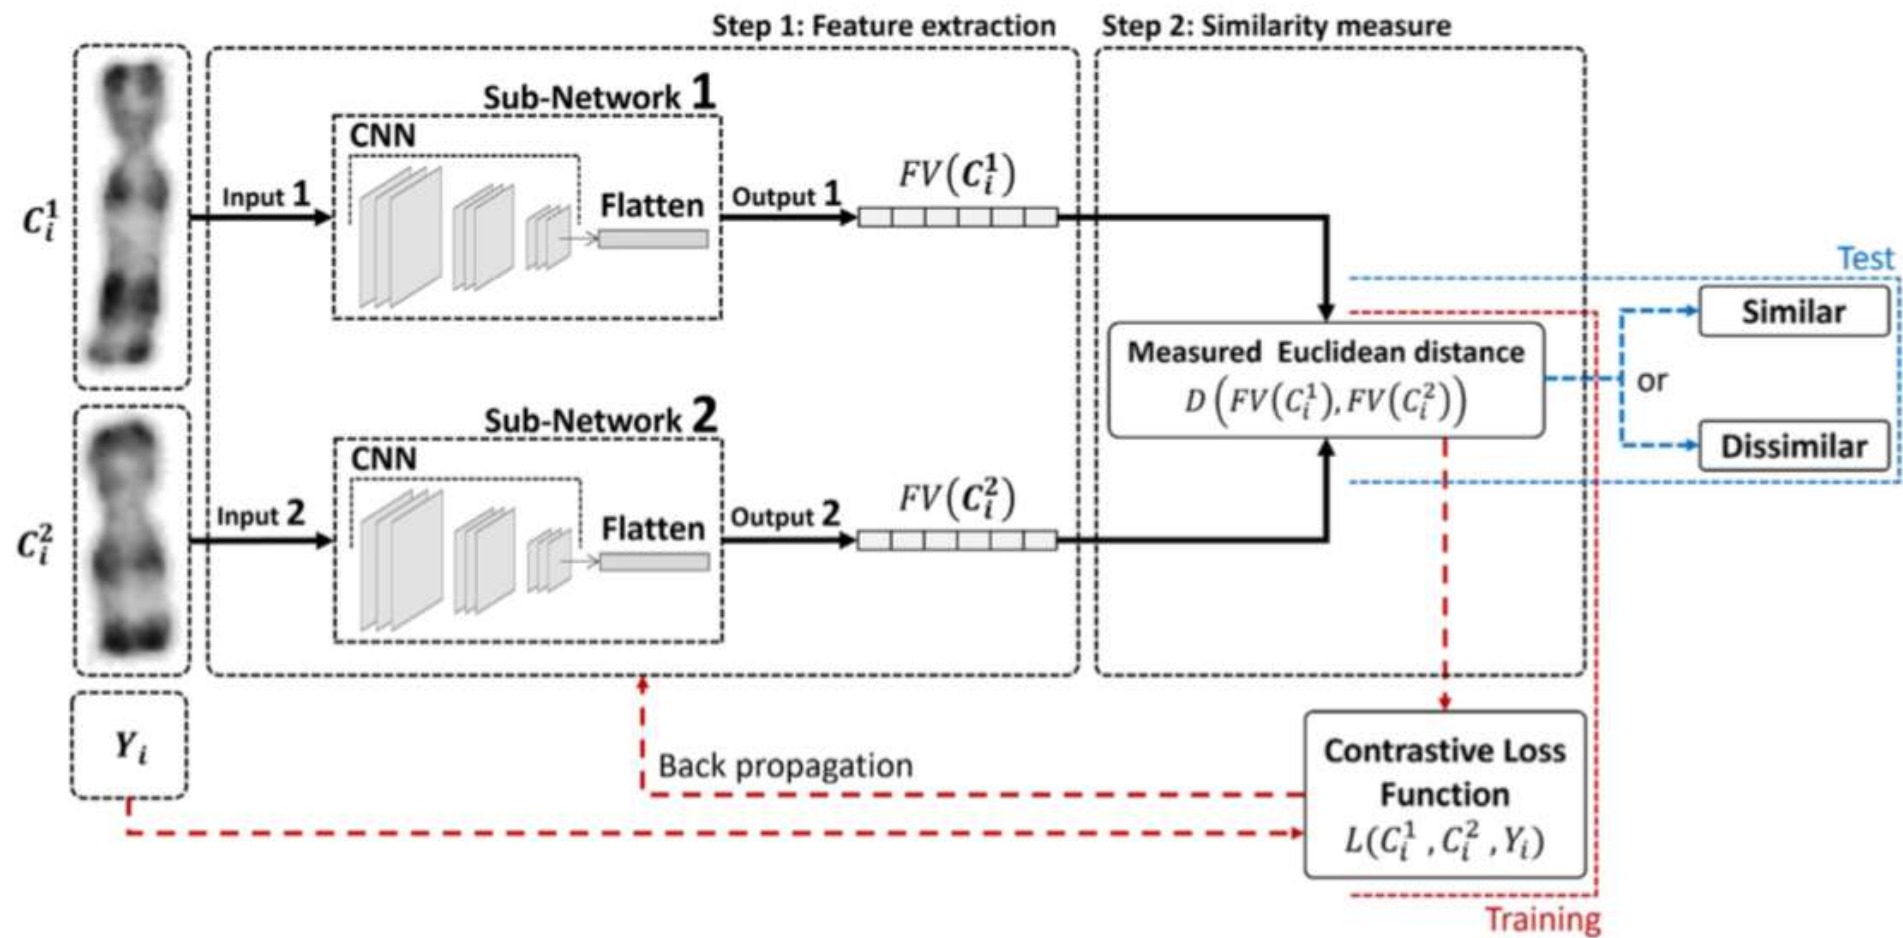 Step 1: Feature extraction
Step 2: Similarity measure
Sub-Network 1
CNN
Flatten
Input 1
Output 1
FV(C_i^1)
C_i^1
Test
Similar
or
Dissimilar
Measured Euclidean distance
D(FV(C_i^1), FV(C_i^2))
Sub-Network 2
CNN
Flatten
Input 2
Output 2
FV(C_i^2)
C_i^2
Y_i
Back propagation
Contrastive Loss
Function
L(C_i^1, C_i^2, Y_i)
Training